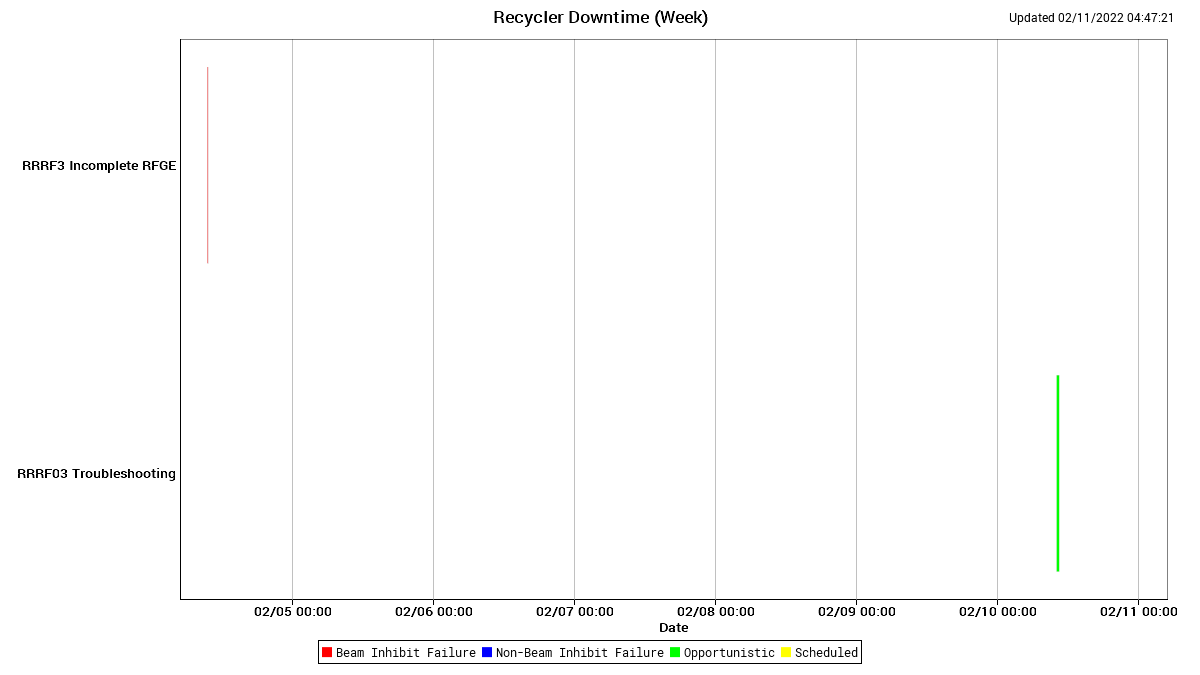 Recycler Downtime (Week)
Updated 02/11/2022 04:47:21
RRRF3 Incomplete RFGE
RRRF03 Troubleshooting
02/05 00:00 02/06 00:00 02/07 00:00 02/08 00:00 02/09 00:00 02/10 00:00 02/11 00:00
Date
Beam Inhibit Failure Non-Beam Inhibit Failure Opportunistic Scheduled